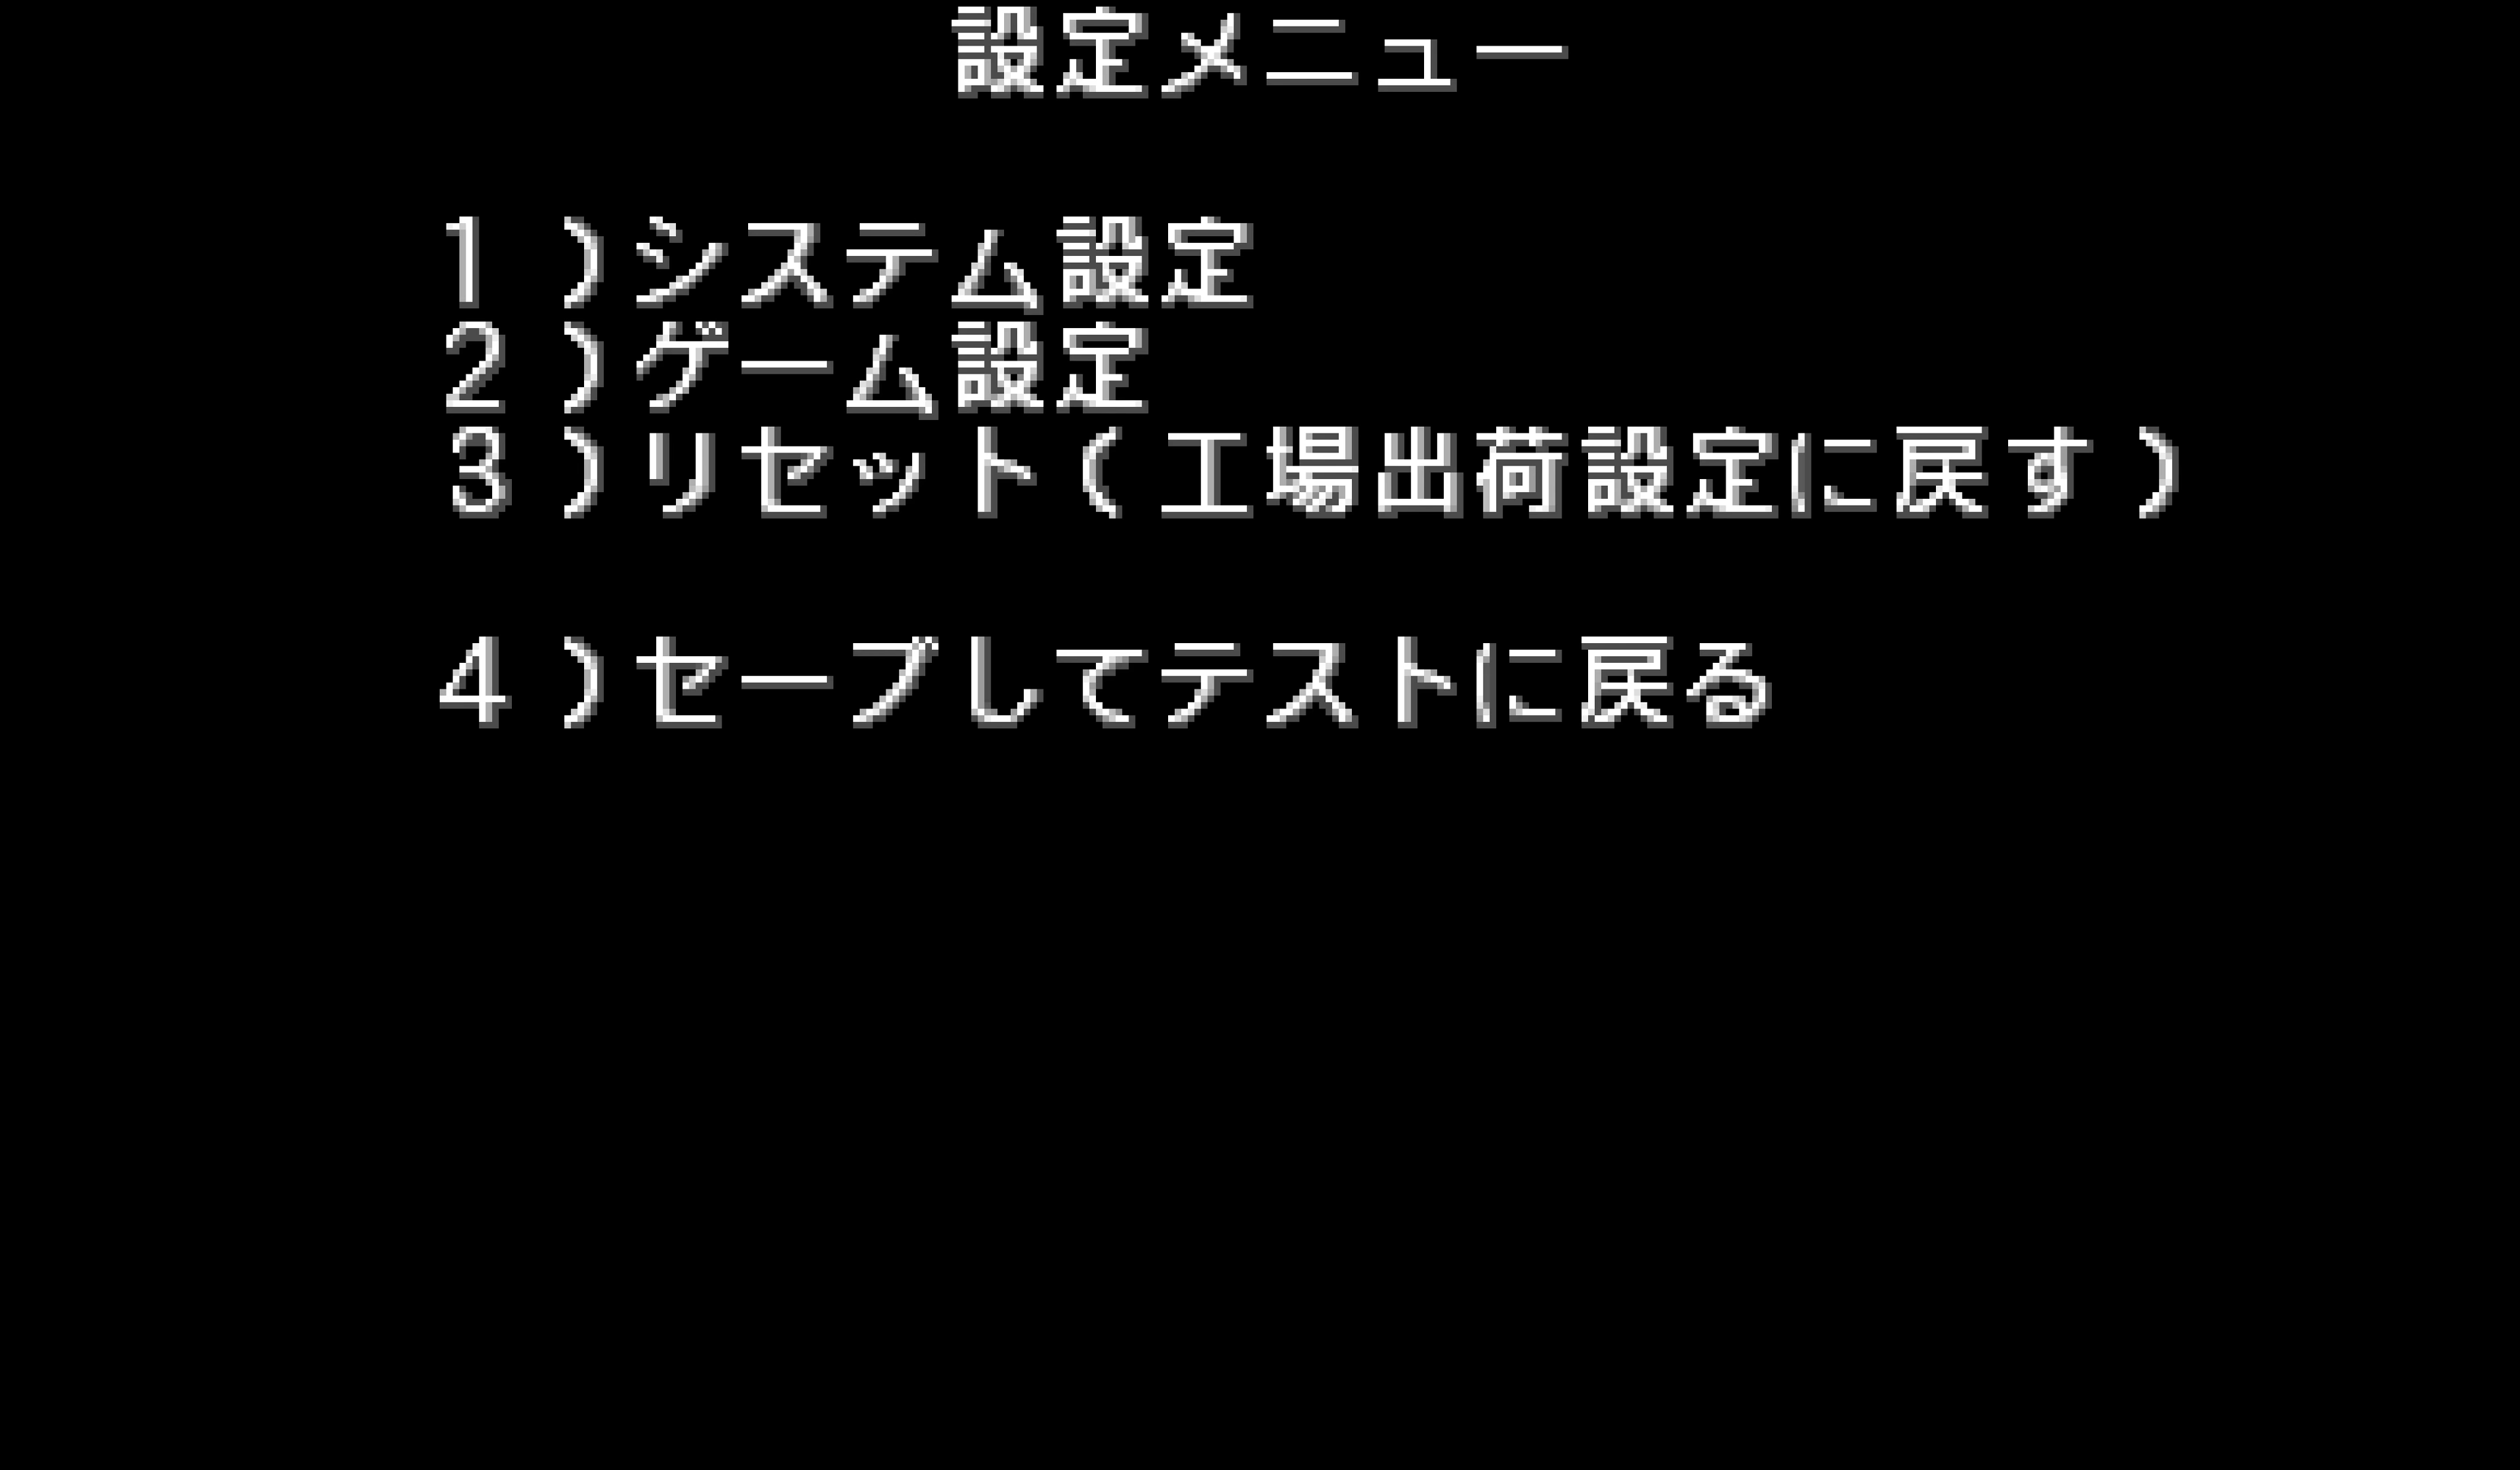 設定メニュー
1）システム設定
2）ゲーム設定
3）リセット（工場出荷設定に戻す）
4）セーブしてテストに戻る